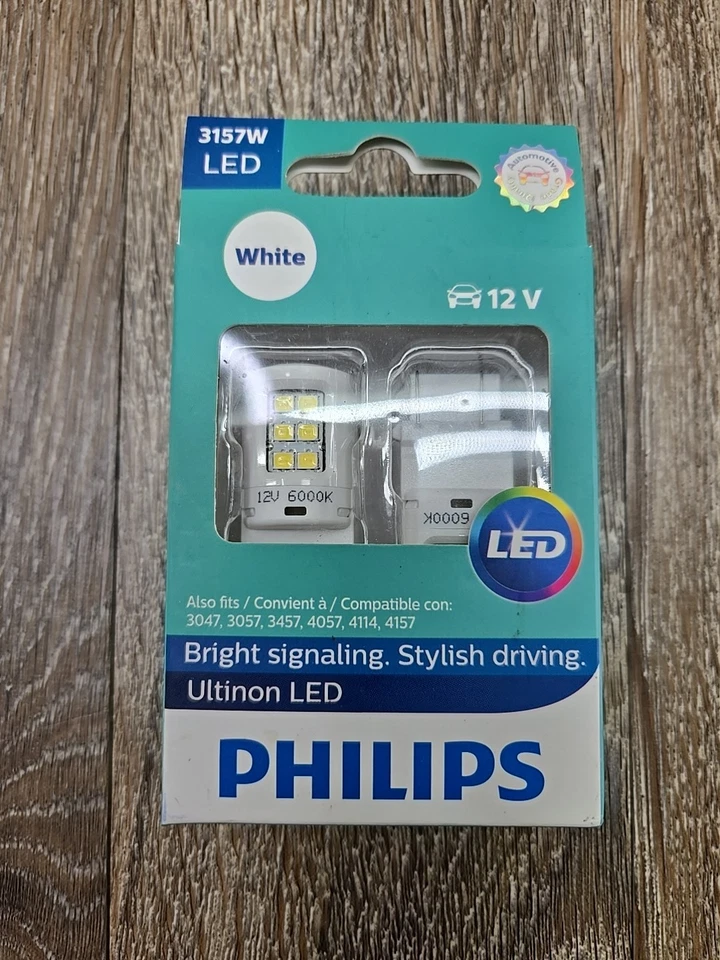 3157W
LED
Automotive
White
12 V
12V 6000K
6000K
LED
Also fits / Convient à / Compatible con:
3047, 3057, 3457, 4057, 4114, 4157
Bright signaling. Stylish driving.
Ultinon LED
PHILIPS